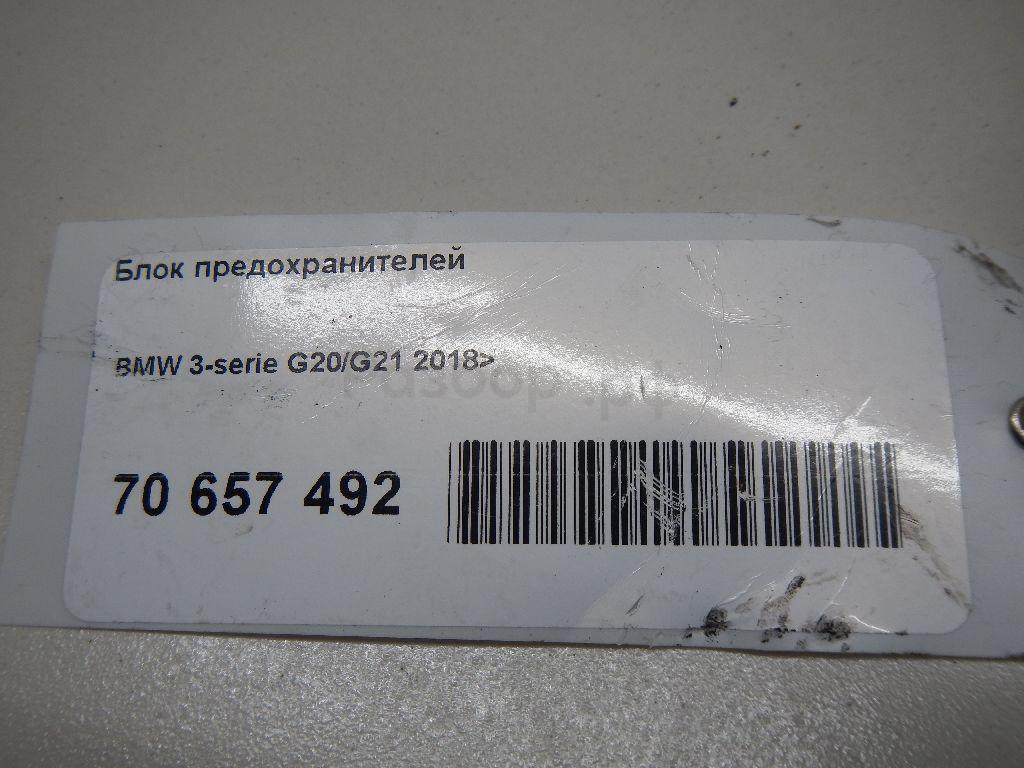 Блок предохранителей
BMW 3-serie G20/G21 2018>
70 657 492